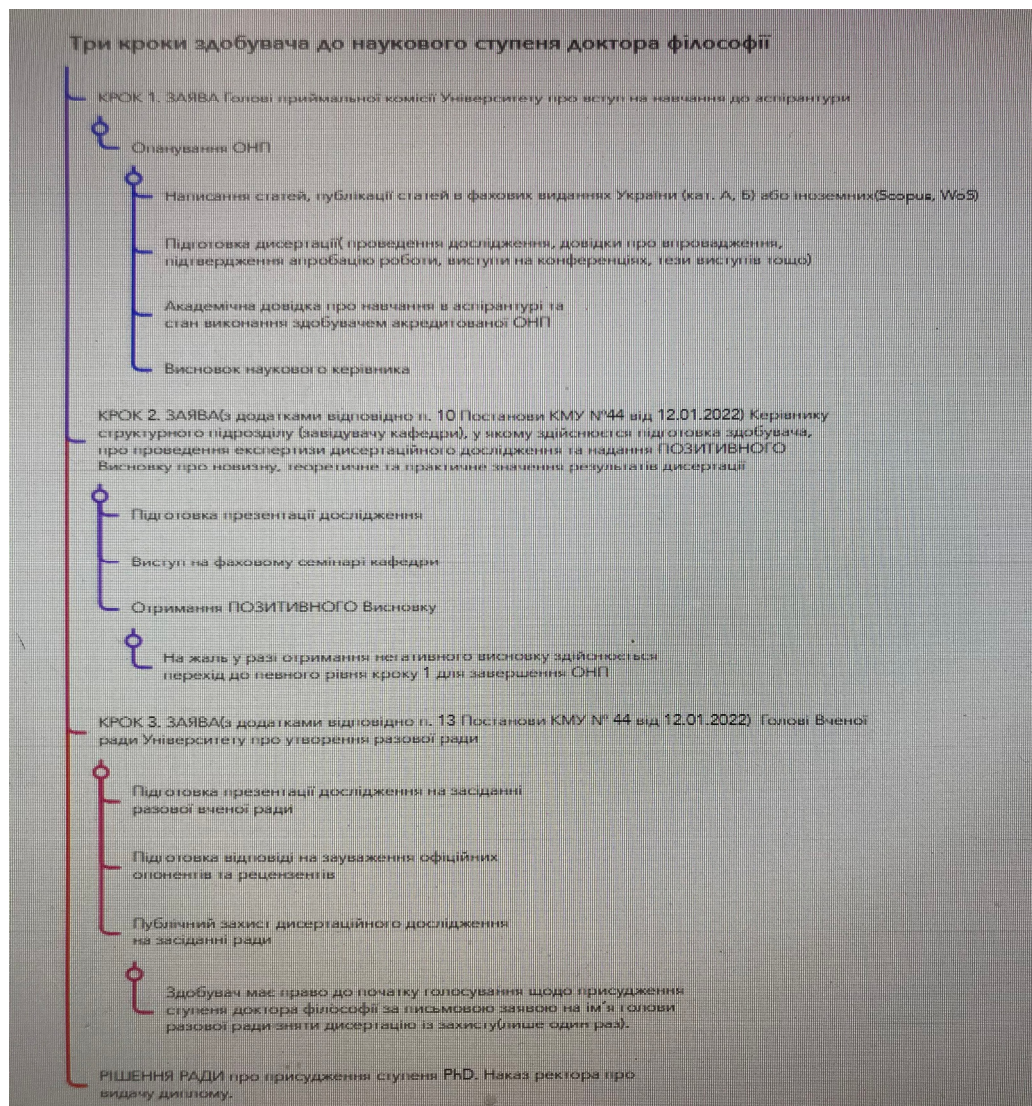 Три кроки здобувача до наукового ступеня доктора філософії
КРОК 1. ЗАЯВА Голові приймальної комісії Університету про вступ на навчання до аспірантури
Опанування ОНП
Написання статей, публікації статей в фахових виданнях України (кат. А, Б) або іноземних(Scopus, WoS)
Підготовка дисертації( проведення дослідження, довідки про впровадження,
підтвердження апробацію роботи, виступи на конференціях, тези виступів тощо)
Академічна довідка про навчання в аспірантурі та
стан виконання здобувачем акредитованої ОНП
Висновок наукового керівника
КРОК 2. ЗАЯВА(з додатками відповідно п. 10 Постанови КМУ №44 від 12.01.2022) Керівнику
структурного підрозділу (завідувачу кафедри), у якому здійснюєтся підготовка здобувача,
про проведення експертизи дисертаційного дослідження та надання ПОЗИТИВНОГО
Висновку про новизну, теоретичне та практичне значення результатів дисертації
Підготовка презентації дослідження
Виступ на фаховому семінарі кафедри
Отримання ПОЗИТИВНОГО Висновку
На жаль у разі отримання негативного висновку здійснюється
перехід до певного рівня кроку 1 для завершення ОНП
КРОК 3. ЗАЯВА(з додатками відповідно п. 13 Постанови КМУ № 44 від 12.01.2022) Голові Вченої
ради Університету про утворення разової ради
Підготовка презентації дослідження на засіданні
разової вченої ради
Підготовка відповіді на зауваження офіційних
опонентів та рецензентів
Публічний захист дисертаційного дослідження
на засіданні ради
Здобувач має право до початку голосування щодо присудження
ступеня доктора філософії за письмовою заявою на ім'я голови
разової ради зняти дисертацію із захисту(лише один раз).
РІШЕННЯ РАДИ про присудження ступеня PhD. Наказ ректора про
видачу диплому.